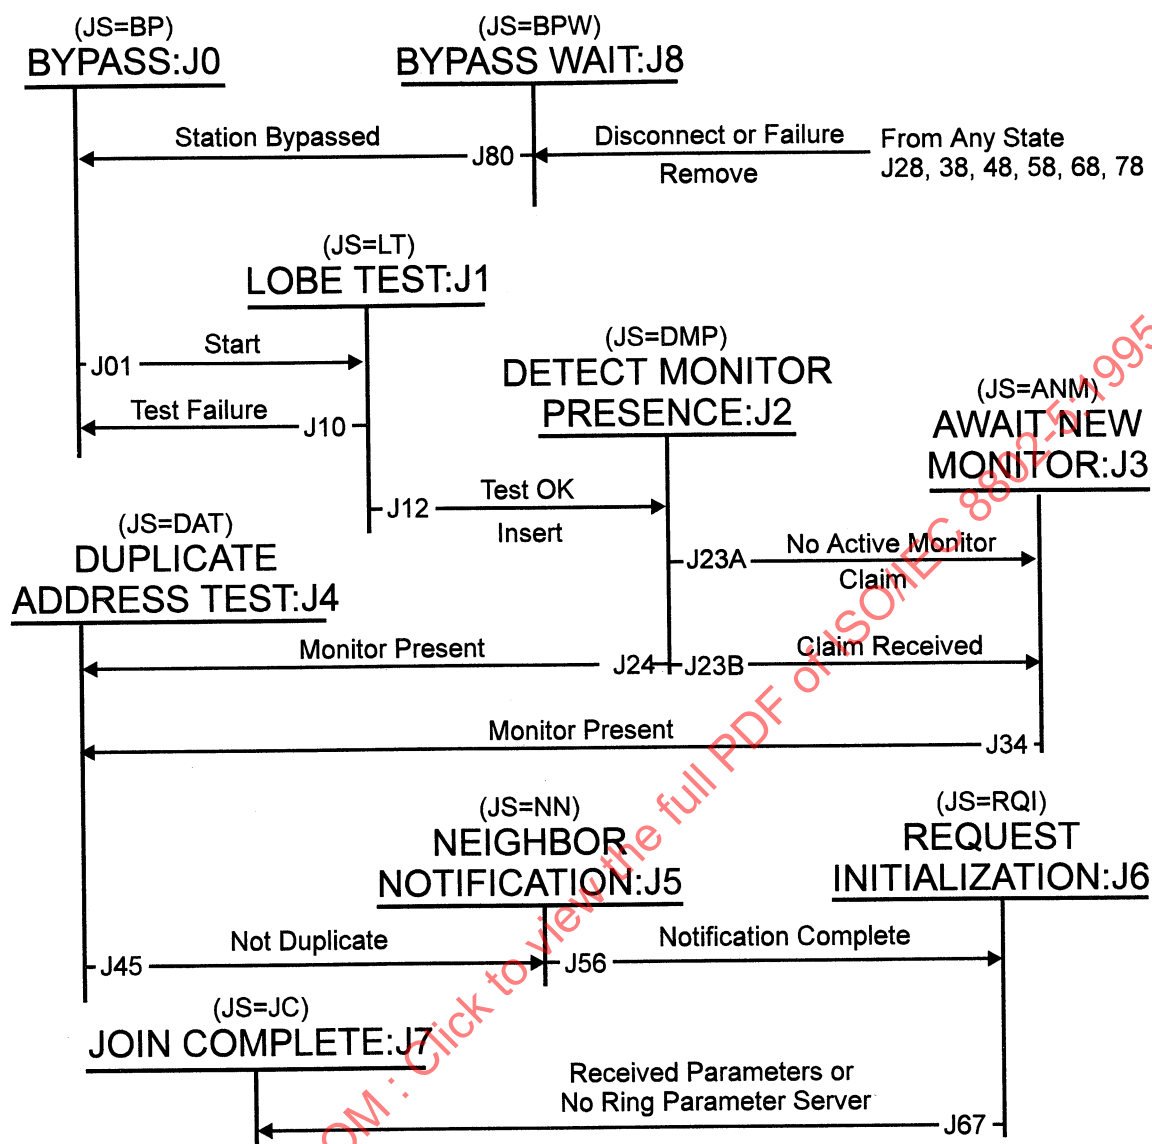 (JS=BP)
BYPASS:J0
(JS=BPW)
BYPASS WAIT:J8
Station Bypassed
J80
Disconnect or Failure
Remove
From Any State
J28, 38, 48, 58, 68, 78
(JS=LT)
LOBE TEST:J1
J01
Start
Test Failure
J10
(JS=DMP)
DETECT MONITOR
PRESENCE:J2
(JS=ANM)
AWAIT NEW
MONITOR:J3
J12
Test OK
Insert
(JS=DAT)
DUPLICATE
ADDRESS TEST:J4
J23A
No Active Monitor
Claim
Monitor Present
J24
J23B
Claim Received
Monitor Present
J34
(JS=NN)
NEIGHBOR
NOTIFICATION:J5
(JS=RQI)
REQUEST
INITIALIZATION:J6
J45
Not Duplicate
J56
Notification Complete
(JS=JC)
JOIN COMPLETE:J7
Received Parameters or
No Ring Parameter Server
J67
OM : Click to view the full PDF of ISO/IEC 8802-5:1995